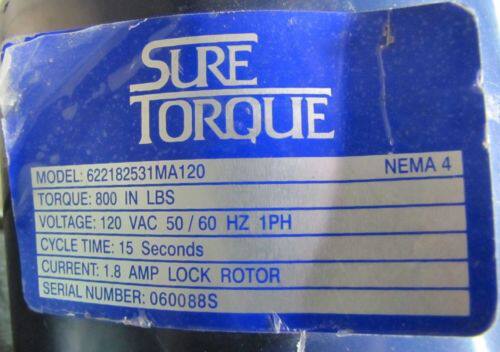 SURE
TORQUE
MODEL: 622182531MA120 NEMA 4
TORQUE: 800 IN LBS
VOLTAGE: 120 VAC 50/60 HZ 1PH
CYCLE TIME: 15 Seconds
CURRENT: 1.8 AMP LOCK ROTOR
SERIAL NUMBER: 060088S